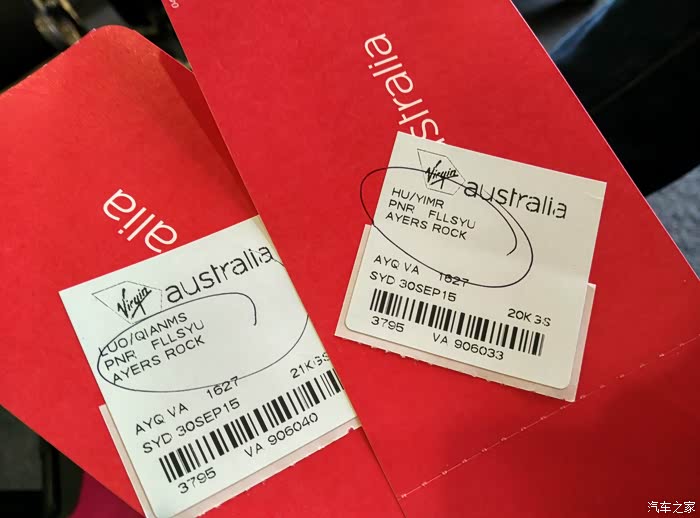 australia
alia
Virgin australia
LUO/QIANMS
PNR FLLSYU
AYERS ROCK
AYQ VA 1627
SYD 30SEP15 21KGS
3795 VA 906040
Virgin australia
HU/YIMR
PNR FLLSYU
AYERS ROCK
AYQ VA 1627
SYD 30SEP15 20KGS
3795 VA 906033
汽车之家